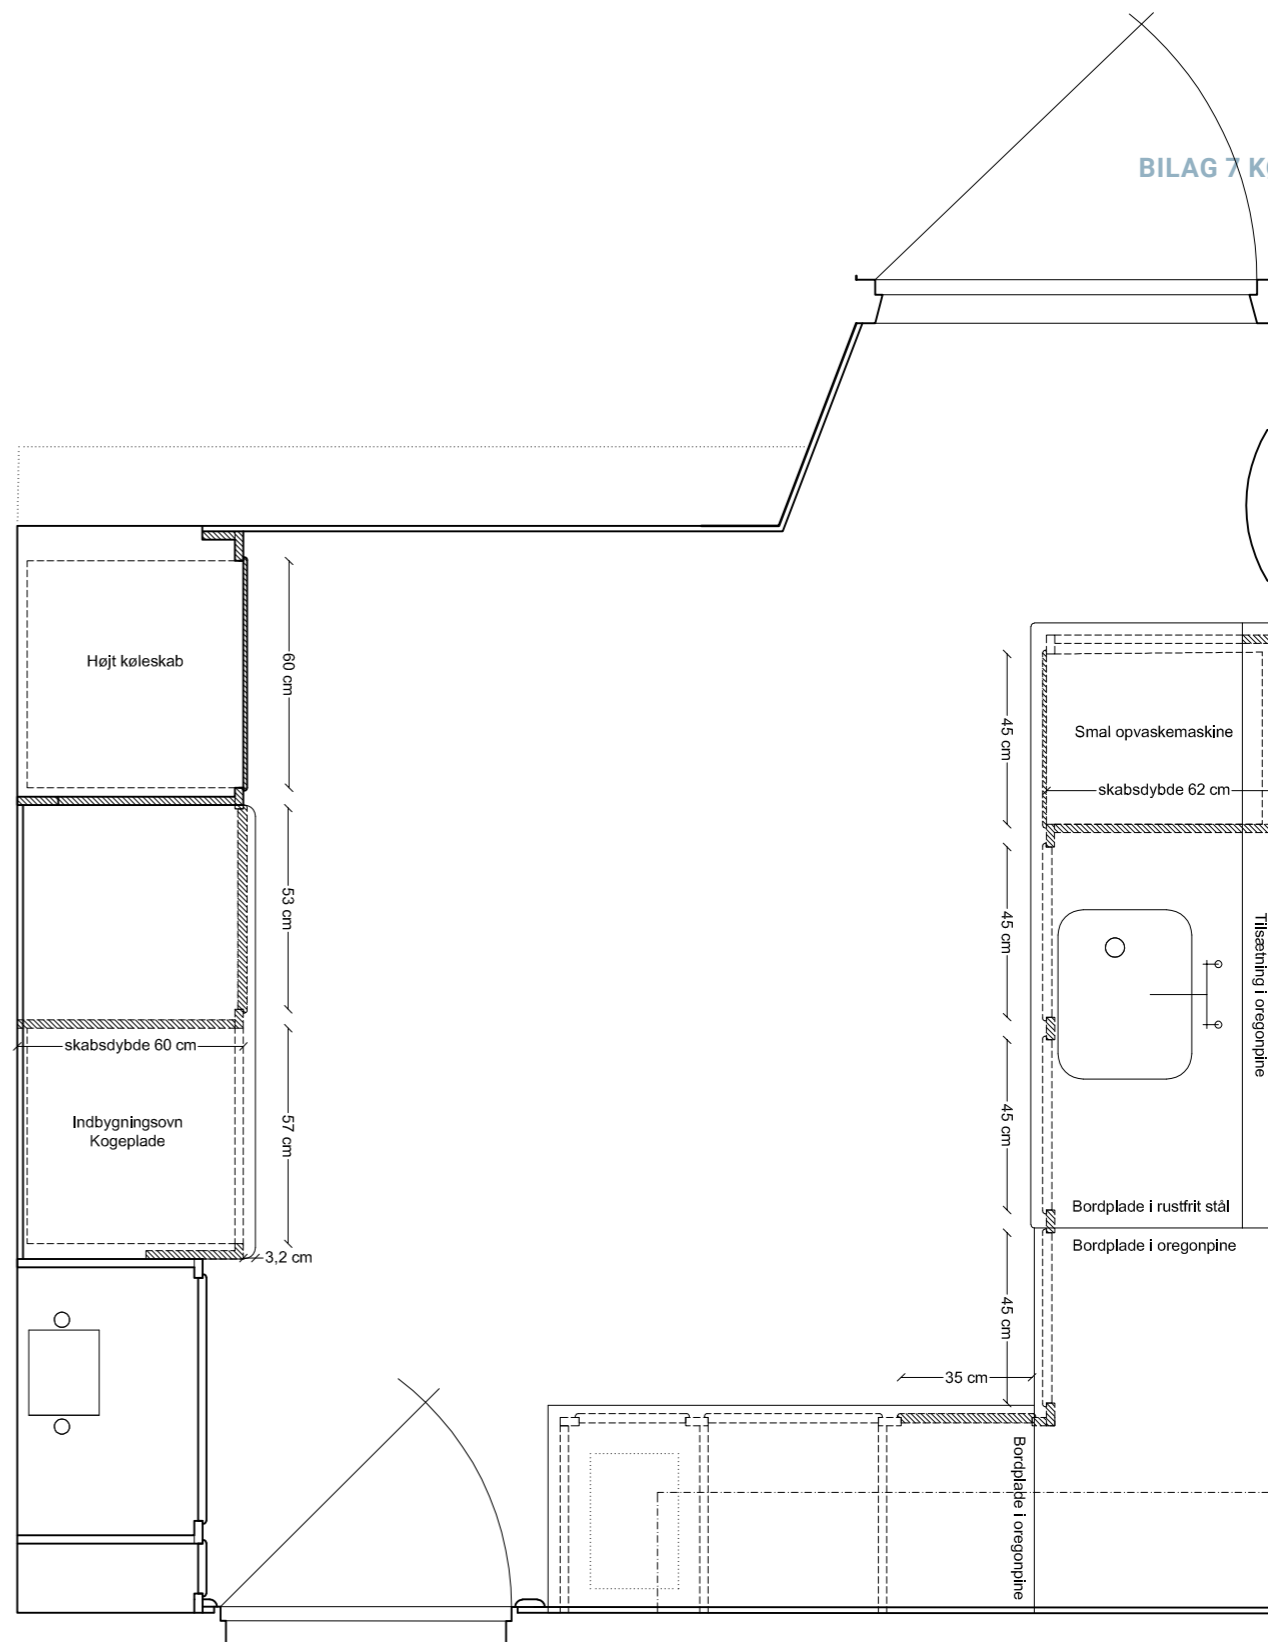 BILAG 7 K
Højt køleskab
60 cm
45 cm
Smal opvaskemaskine
skabsdybde 62 cm
53 cm
45 cm
Tilsætning i oregonpine
skabsdybde 60 cm
Indbygningsovn
Kogeplade
57 cm
45 cm
Bordplade i rustfrit stål
Bordplade i oregonpine
3,2 cm
45 cm
35 cm
Bordplade i oregonpine